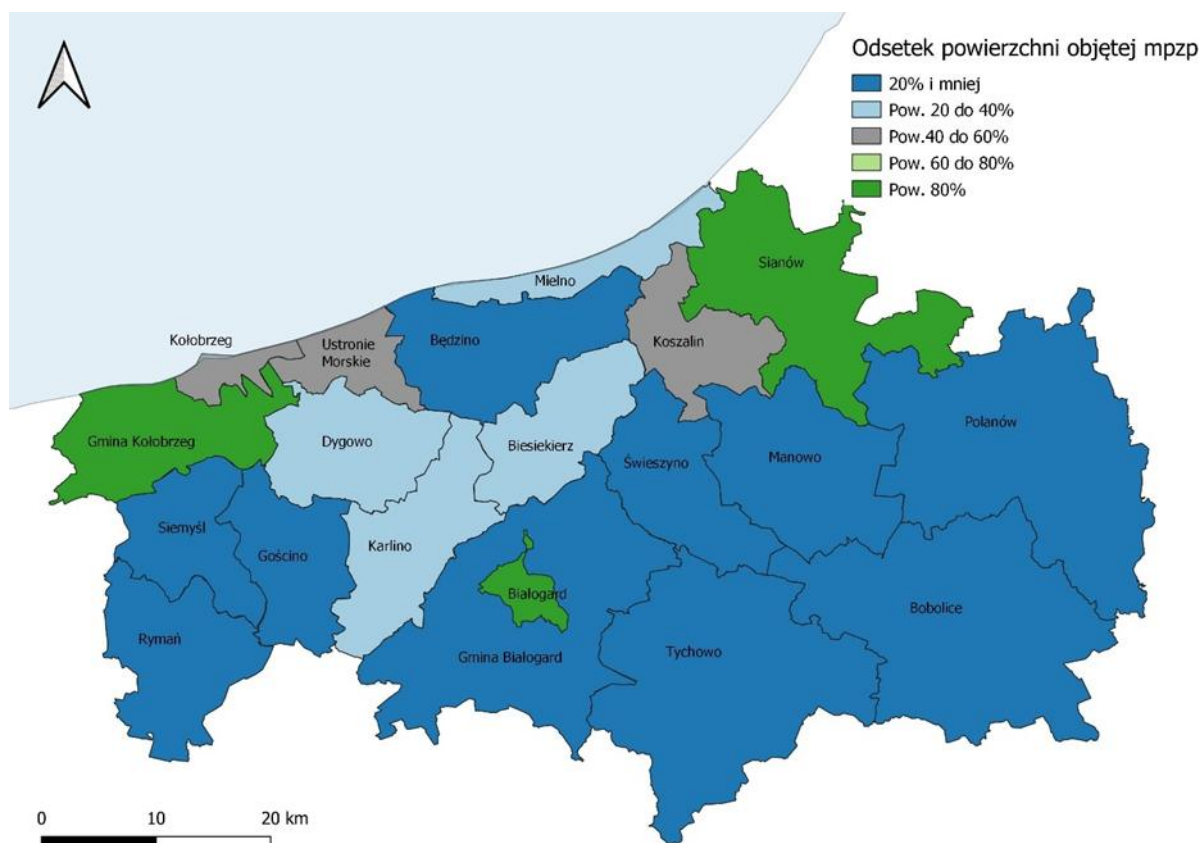 Odsetek powierzchni objętej mpzp
20% i mniej
Pow. 20 do 40%
Pow.40 do 60%
Pow. 60 do 80%
Pow. 80%
Sianów
Mielno
Kołobrzeg
Ustronie
Morskie
Będzino
Koszalin
Gmina Kołobrzeg
Dygowo
Biesiekierz
Świeszyno
Manowo
Polanów
Siemyśl
Gościno
Karlino
Białogard
Rymań
Gmina Białogard
Tychowo
Bobolice
0 10 20 km